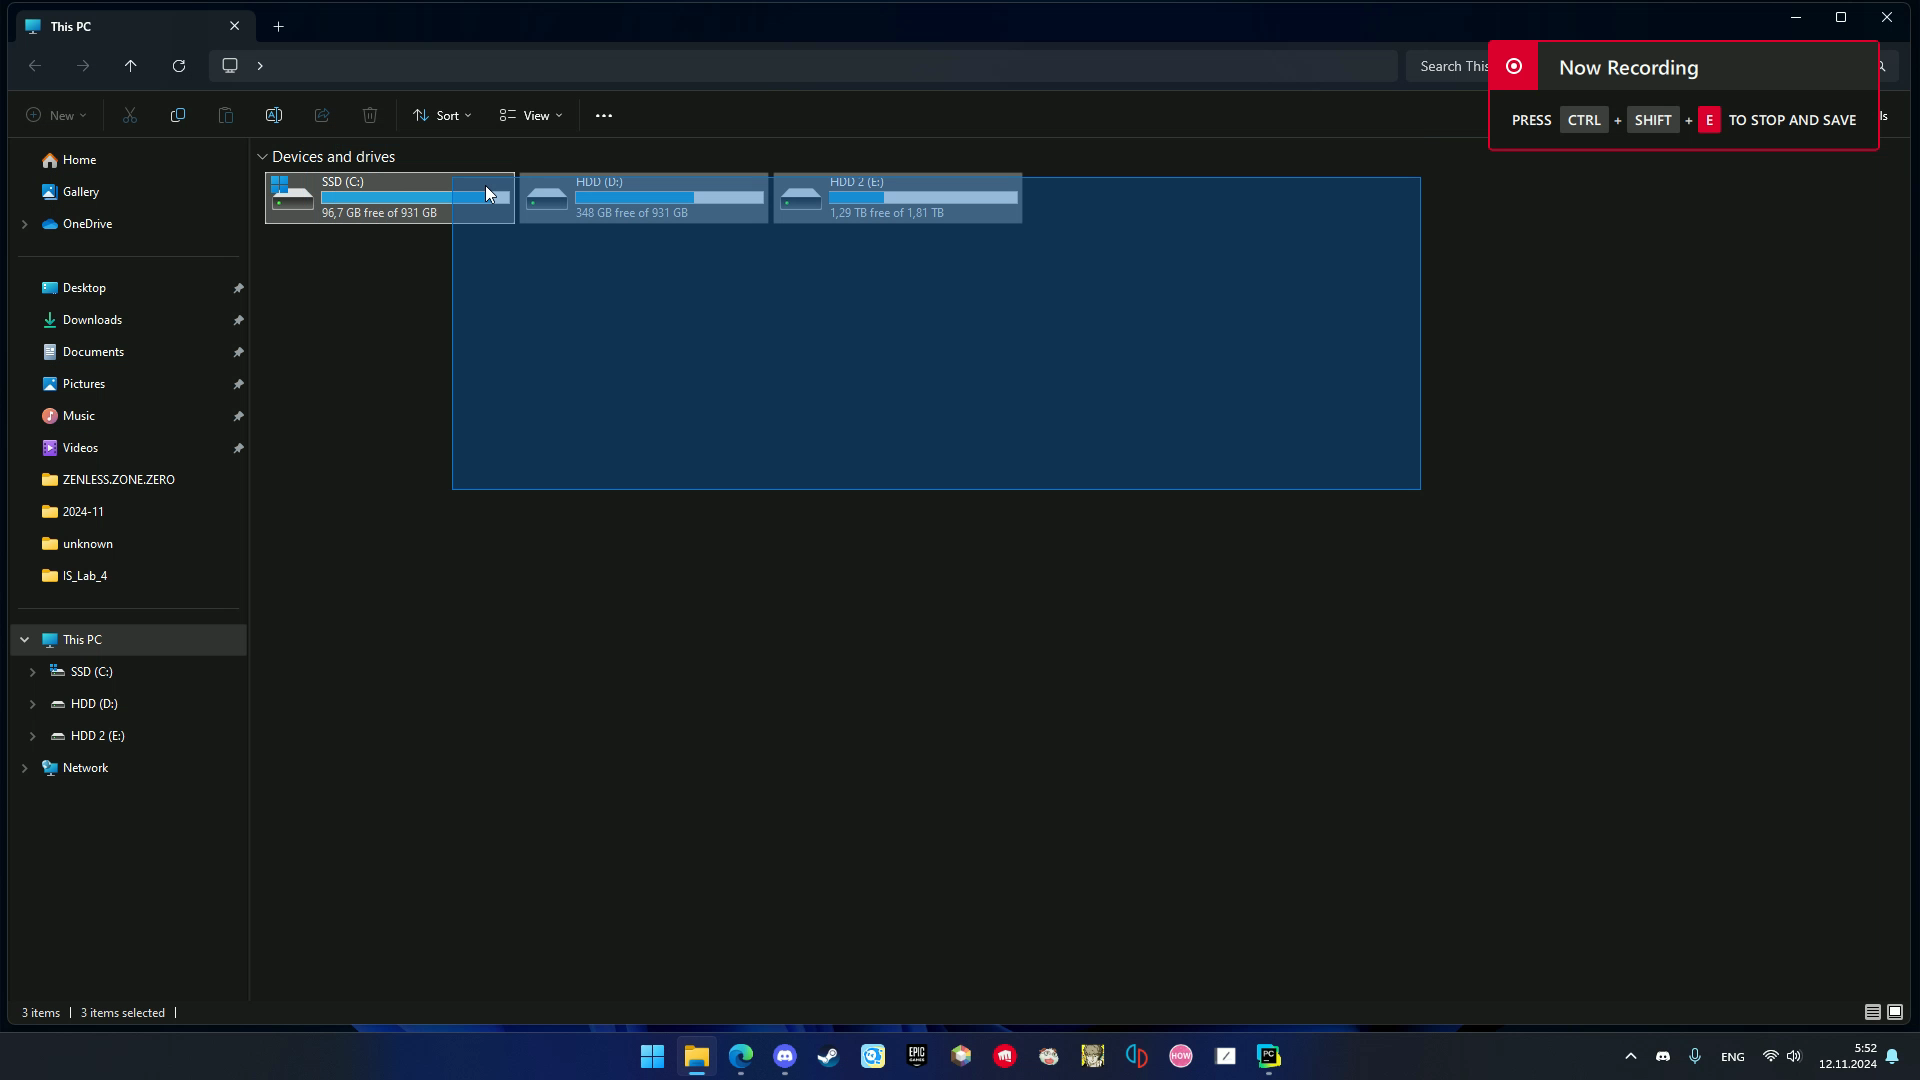 This PC
Search This
Now Recording
PRESS CTRL + SHIFT + E TO STOP AND SAVE
New
Sort
View
Home
Gallery
OneDrive
Desktop
Downloads
Documents
Pictures
Music
Videos
ZENLESS.ZONE.ZERO
2024-11
unknown
IS_Lab_4
This PC
SSD (C:)
HDD (D:)
HDD 2 (E:)
Network
Devices and drives
SSD (C:)
96,7 GB free of 931 GB
HDD (D:)
348 GB free of 931 GB
HDD 2 (E:)
1,29 TB free of 1,81 TB
3 items
3 items selected
EPIC GAMES
HOW
PC
ENG
5:52
12.11.2024